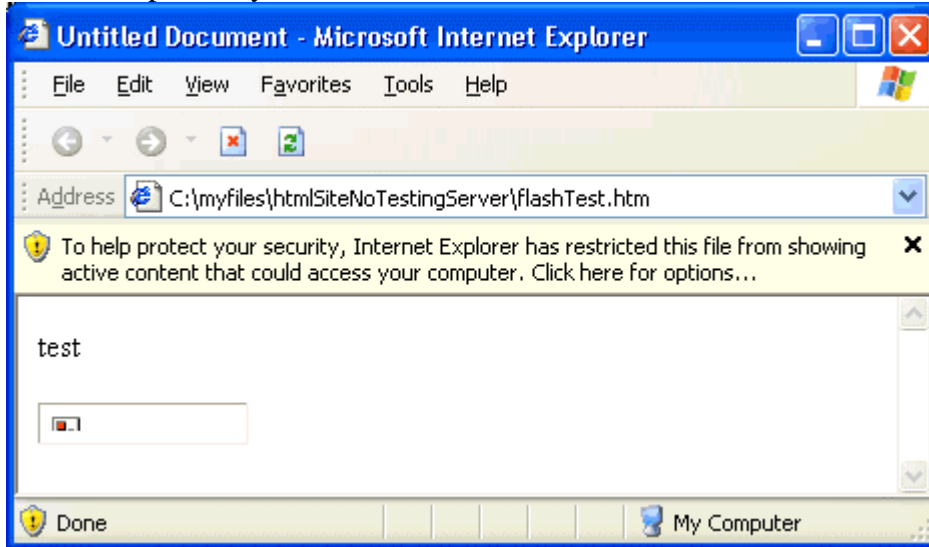 Untitled Document - Microsoft Internet Explorer
File Edit View Favorites Tools Help
Address C:\myfiles\htmlSiteNoTestingServer\flashTest.htm
To help protect your security, Internet Explorer has restricted this file from showing
active content that could access your computer. Click here for options...
test
Done My Computer